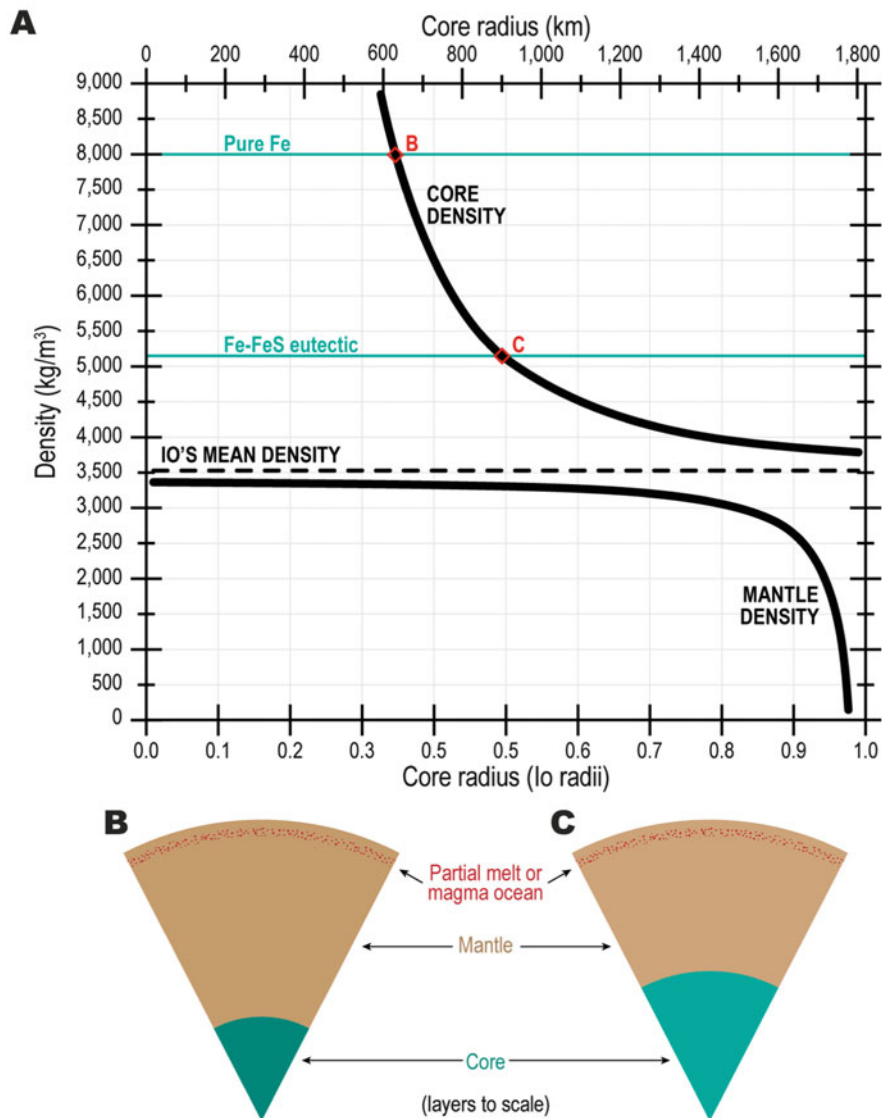 A
Core radius (km)
0 200 400 600 800 1,000 1,200 1,400 1,600 1,800
9,000
8,500
Pure Fe
B
8,000
CORE
DENSITY
7,500
7,000
6,500
6,000
5,500
Fe-FeS eutectic
C
5,000
4,500
4,000
IO'S MEAN DENSITY
3,500
3,000
2,500
2,000
MANTLE
DENSITY
1,500
1,000
500
0
Density (kg/m³)
0.0 0.1 0.2 0.3 0.5 0.5 0.7 0.8 0.9 1.0
Core radius (Io radii)
B
C
Partial melt or
magma ocean
Mantle
Core
(layers to scale)